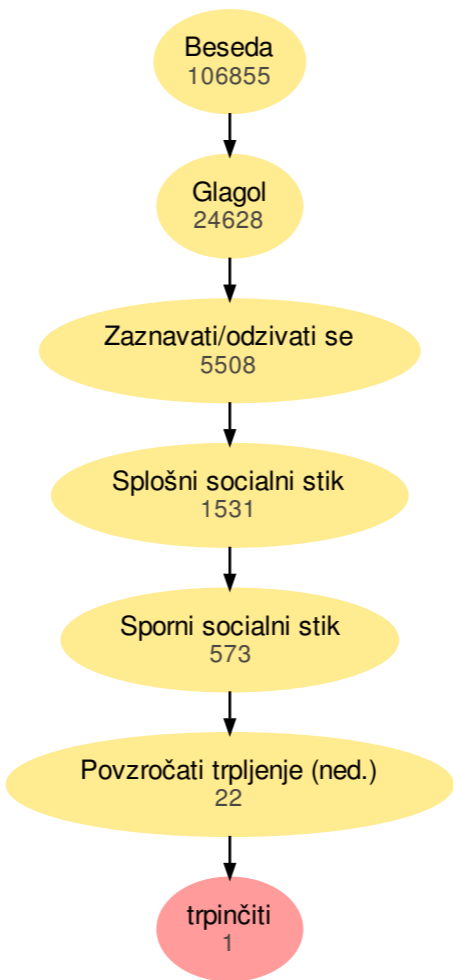 Beseda
106855
Glagol
24628
Zaznavati/odzivati se
5508
Splošni socialni stik
1531
Sporni socialni stik
573
Povzročati trpljenje (ned.)
22
trpinčiti
1